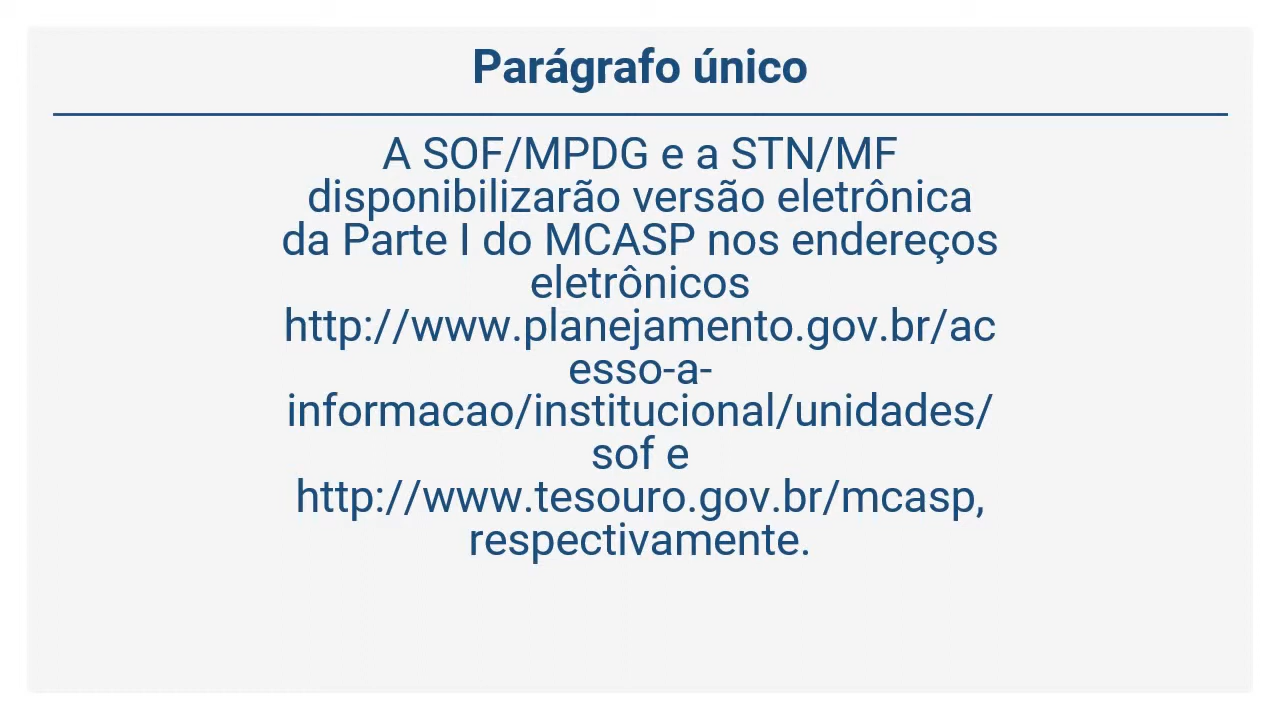 Parágrafo único
A SOF/MPDG e a STN/MF
disponibilizarão versão eletrônica
da Parte I do MCASP nos endereços
eletrônicos
http://www.planejamento.gov.br/ac
esso-a-
informacao/institucional/unidades/
sof e
http://www.tesouro.gov.br/mcasp,
respectivamente.